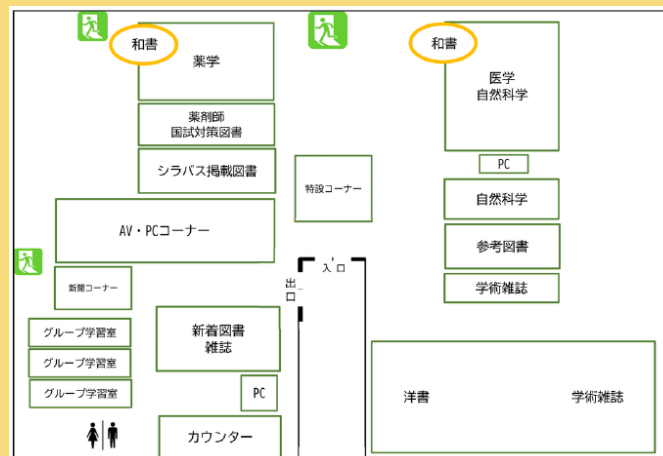 和書
薬学
薬剤師
国試対策図書
シラバス掲載図書
AV・PCコーナー
新聞コーナー
グループ学習室
グループ学習室
グループ学習室
新着図書
雑誌
PC
カウンター
特設コーナー
入口
出口
和書
医学
自然科学
PC
自然科学
参考図書
学術雑誌
洋書
学術雑誌